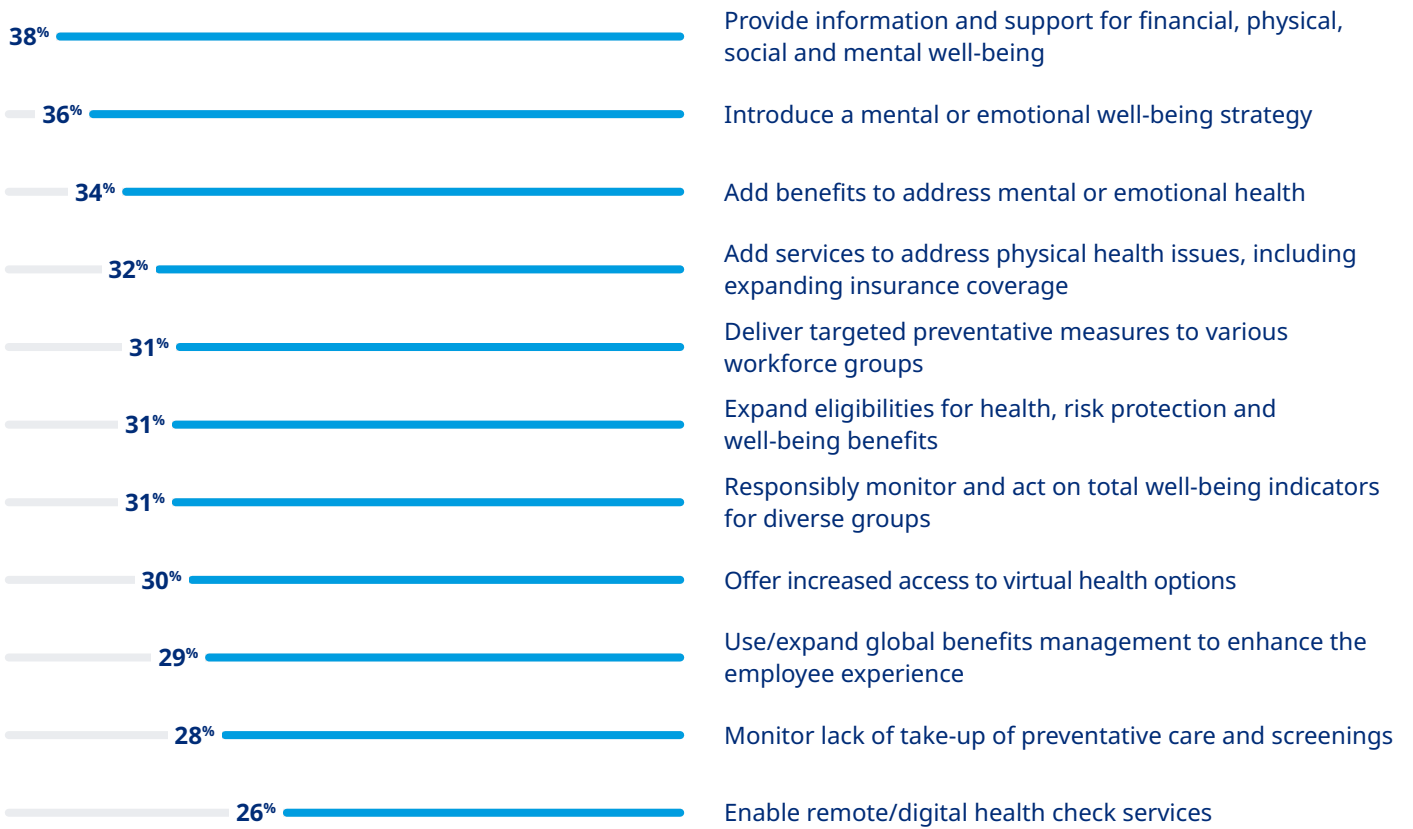 38% Provide information and support for financial, physical,
social and mental well-being
36% Introduce a mental or emotional well-being strategy
34% Add benefits to address mental or emotional health
32% Add services to address physical health issues, including
expanding insurance coverage
31% Deliver targeted preventative measures to various
workforce groups
31% Expand eligibilities for health, risk protection and
well-being benefits
31% Responsibly monitor and act on total well-being indicators
for diverse groups
30% Offer increased access to virtual health options
29% Use/expand global benefits management to enhance the
employee experience
28% Monitor lack of take-up of preventative care and screenings
26% Enable remote/digital health check services